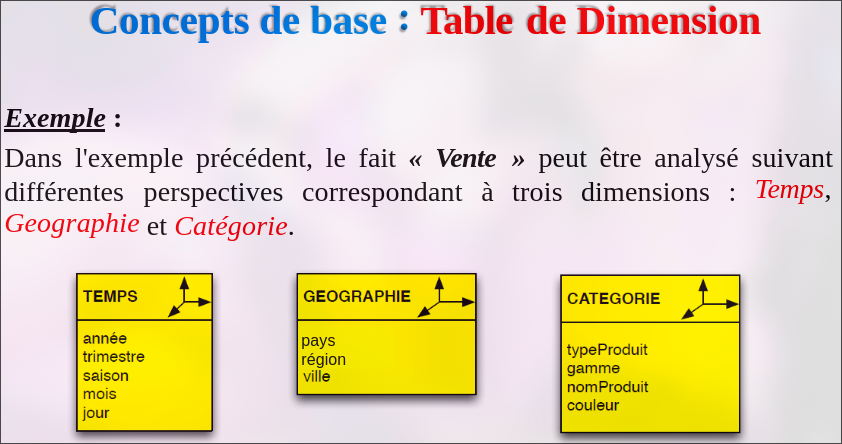 Concepts de base : Table de Dimension
Exemple :
Dans l'exemple précédent, le fait « Vente » peut être analysé suivant
différentes perspectives correspondant à trois dimensions : Temps,
Geographie et Catégorie.
TEMPS
année
trimestre
saison
mois
jour
GEOGRAPHIE
pays
région
ville
CATEGORIE
typeProduit
gamme
nomProduit
couleur